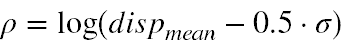 ρ = log(disp_mean − 0.5 · σ)